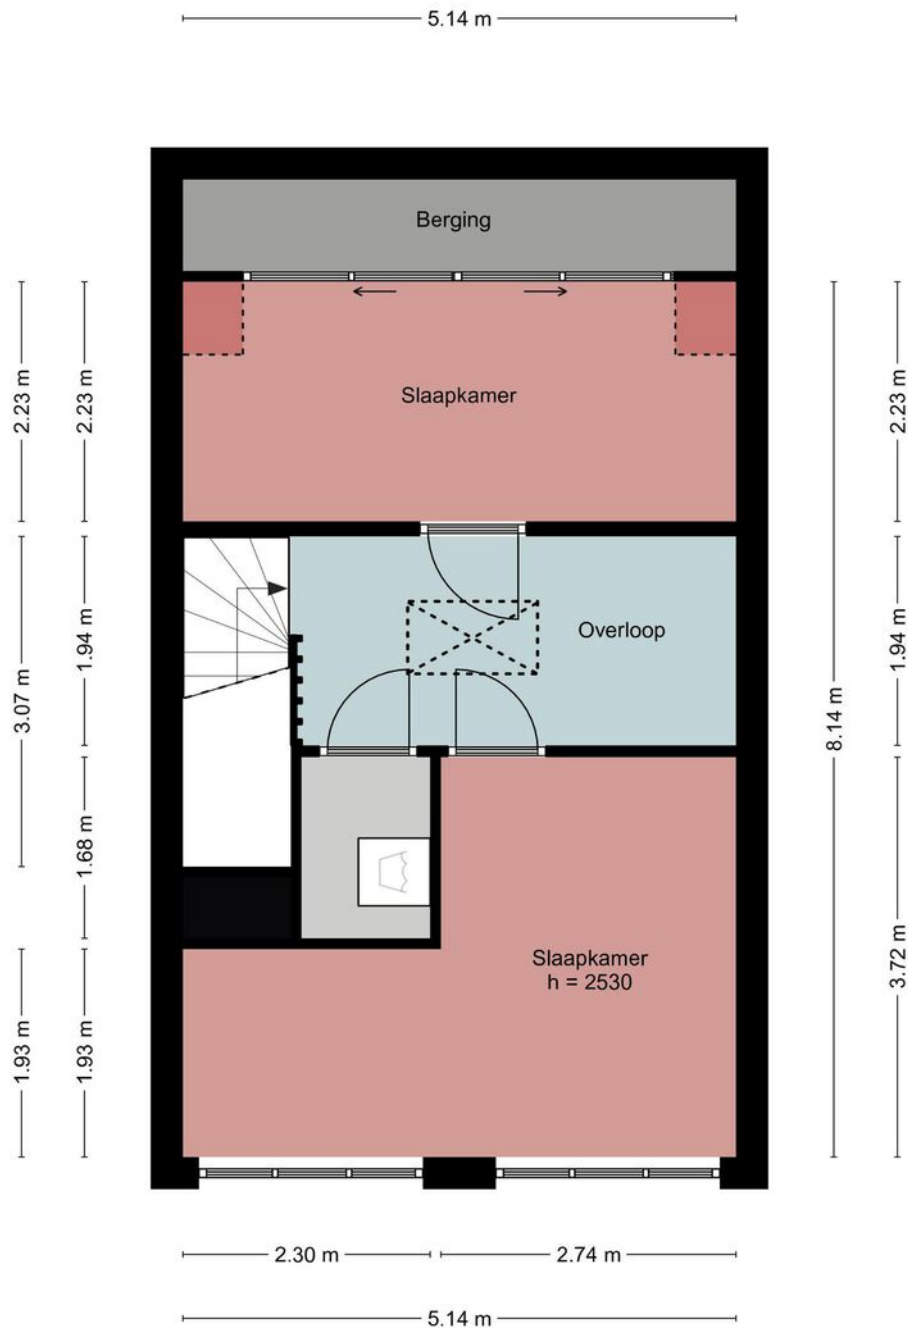 5.14 m
Berging
Slaapkamer
2.23 m
2.23 m
2.23 m
Overloop
3.07 m
1.94 m
1.94 m
8.14 m
1.68 m
Slaapkamer
h = 2530
3.72 m
1.93 m
1.93 m
2.30 m
2.74 m
5.14 m